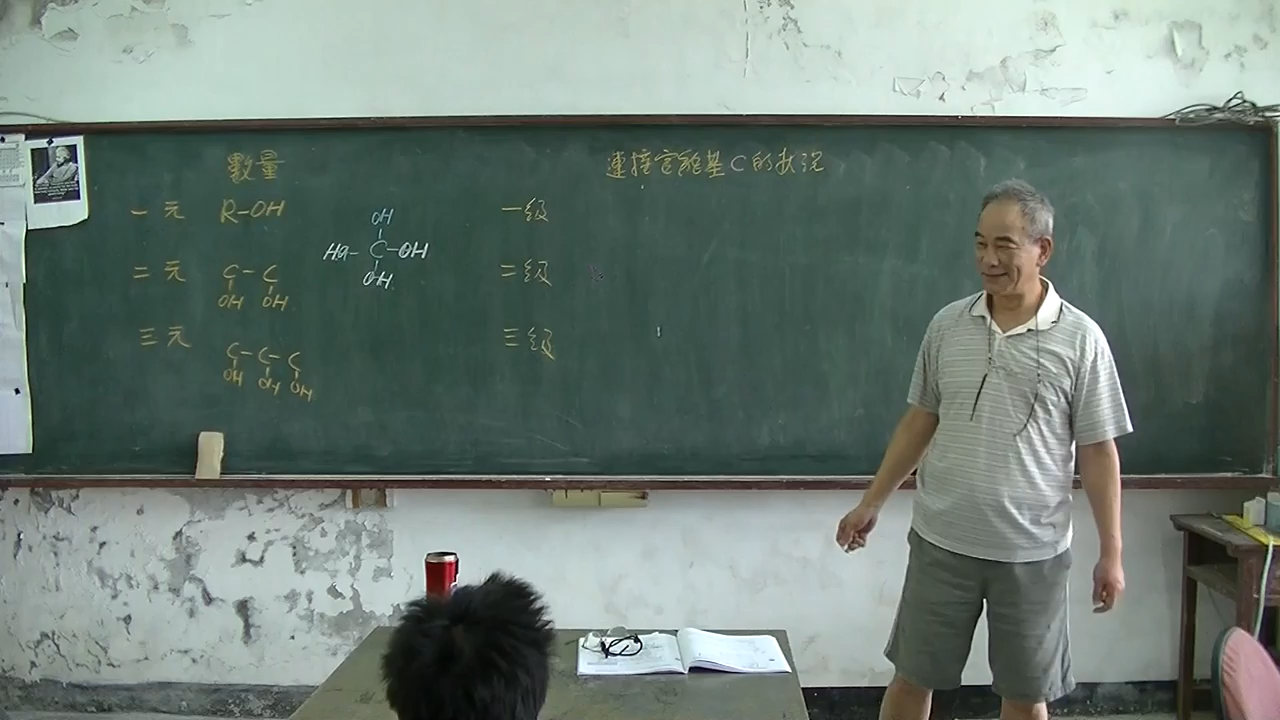 數量
連接官能基C的狀況
一元 R-OH
OH
HO-C-OH
OH
二元 C-C
OH OH
三元 C-C-C
OH OH OH
一級
二級
三級